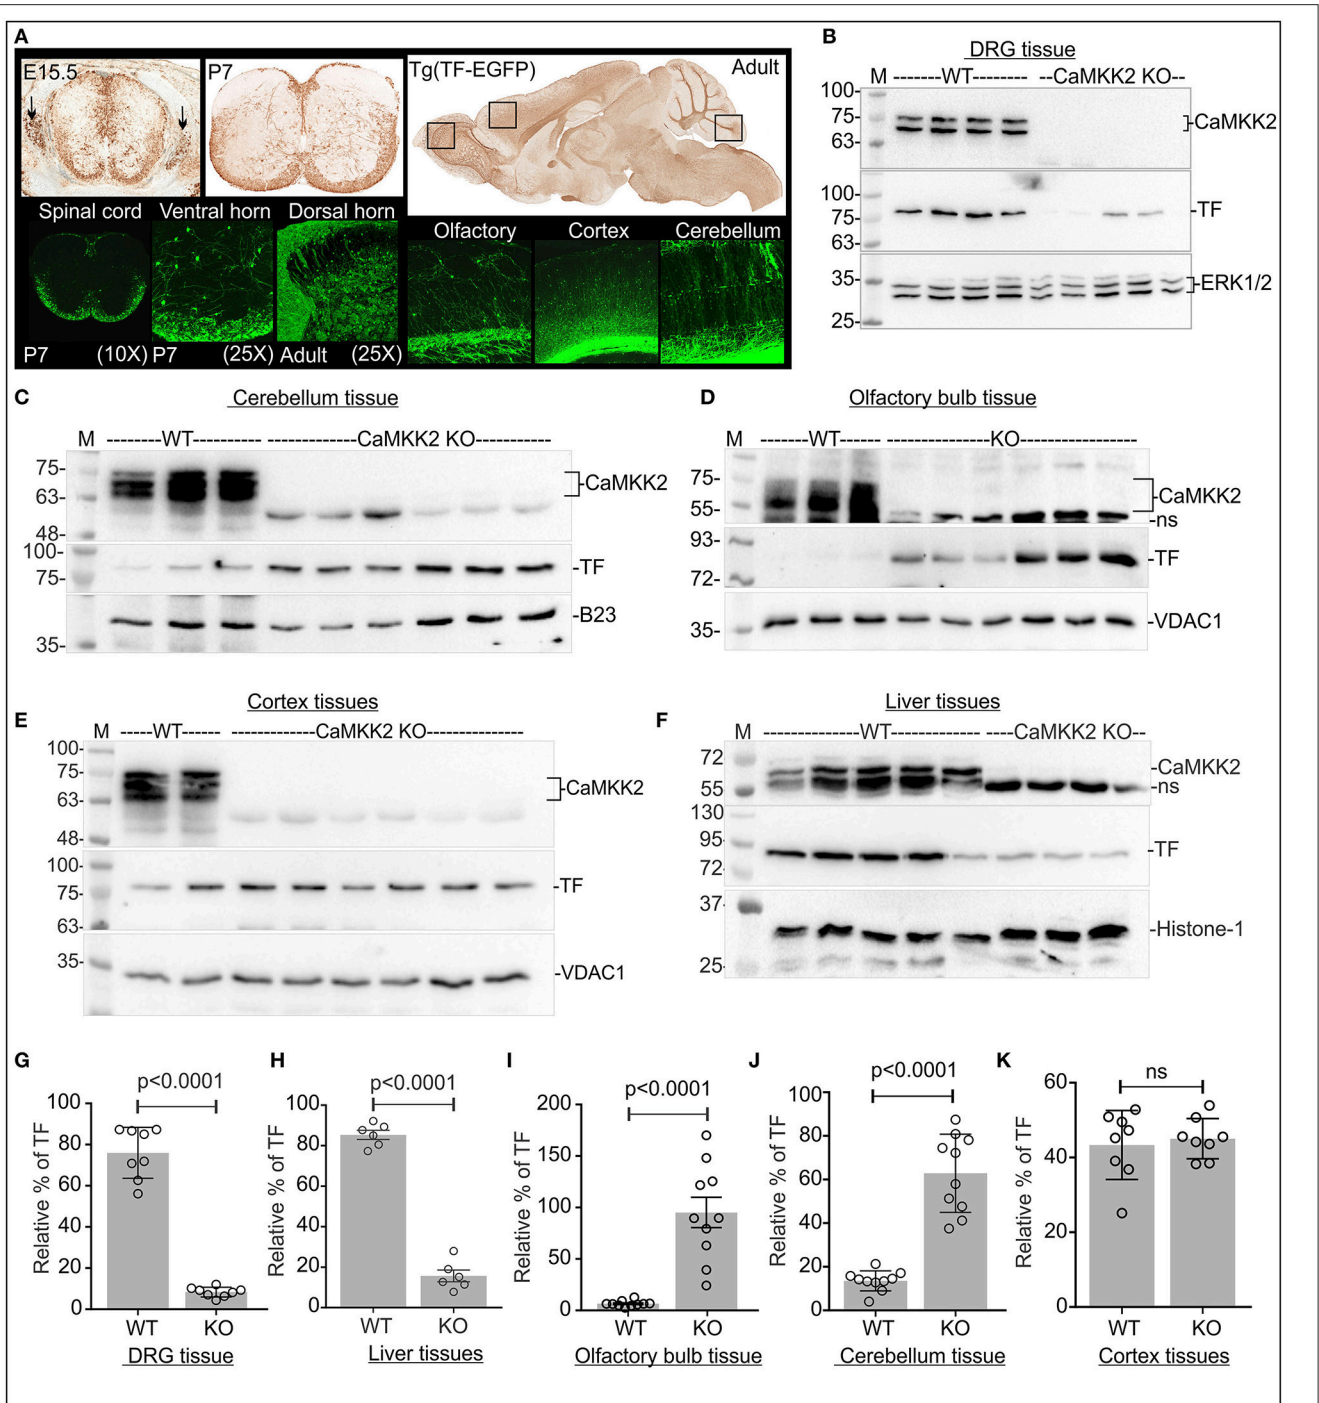 A
E15.5
P7
Tg(TF-EGFP)
Adult
Spinal cord
Ventral horn
Dorsal horn
Olfactory
Cortex
Cerebellum
P7
(10X)
P7
(25X)
Adult
(25X)
B
DRG tissue
M --------WT-------- --CaMKK2 KO--
100-
75-
63-
-CaMKK2
100-
75-
63-
-TF
35-
25-
-ERK1/2
C
Cerebellum tissue
M --------WT---------- -------------CaMKK2 KO-----------
75-
63-
48-
-CaMKK2
100-
75-
-TF
35-
-B23
D
Olfactory bulb tissue
M -------WT------ ---------------KO-----------------
75-
55-
-CaMKK2
-ns
93-
72-
-TF
35-
-VDAC1
E
Cortex tissues
M -----WT------ -------------CaMKK2 KO---------------
100-
75-
63-
48-
-CaMKK2
100-
75-
63-
-TF
35-
-VDAC1
F
Liver tissues
M ---------------WT-------------- ----CaMKK2 KO--
72
55-
-CaMKK2
-ns
130
95-
72-
-TF
37
25-
-Histone-1
G
p<0.0001
Relative % of TF
100
80
60
40
20
0
WT
KO
DRG tissue
H
p<0.0001
Relative % of TF
100
80
60
40
20
0
WT
KO
Liver tissues
I
p<0.0001
Relative % of TF
200
150
100
50
0
WT
KO
Olfactory bulb tissue
J
p<0.0001
Relative % of TF
100
80
60
40
20
0
WT
KO
Cerebellum tissue
K
ns
Relative % of TF
60
40
20
0
WT
KO
Cortex tissues